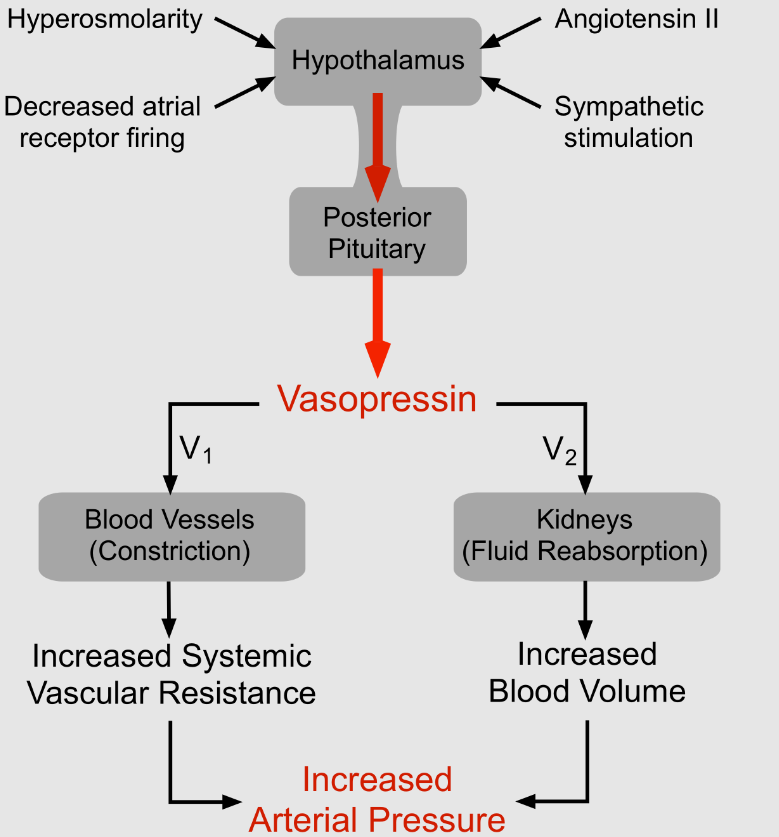 Hyperosmolarity
Angiotensin II
Hypothalamus
Decreased atrial
receptor firing
Sympathetic
stimulation
Posterior
Pituitary
Vasopressin
V₁
V₂
Blood Vessels
(Constriction)
Kidneys
(Fluid Reabsorption)
Increased Systemic
Vascular Resistance
Increased
Blood Volume
Increased
Arterial Pressure